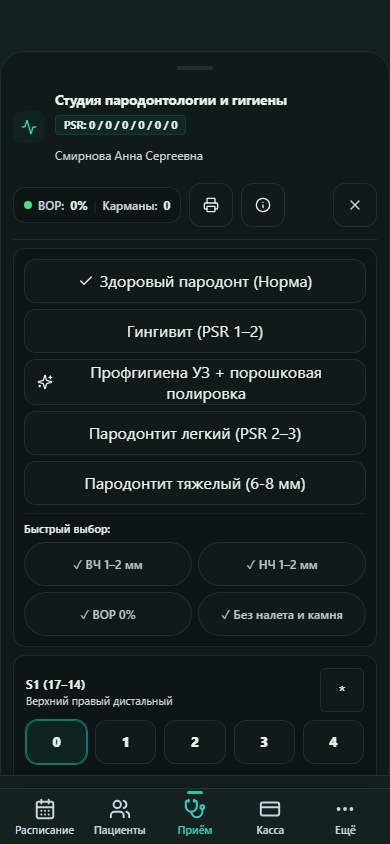 Студия пародонтологии и гигиены
PSR: 0 / 0 / 0 / 0 / 0 / 0
Смирнова Анна Сергеевна
BOP: 0% | Карманы: 0
✓ Здоровый пародонт (Норма)
Гингивит (PSR 1–2)
Профгигиена УЗ + порошковая
полировка
Пародонтит легкий (PSR 2–3)
Пародонтит тяжелый (6-8 мм)
Быстрый выбор:
✓ ВЧ 1–2 мм
✓ НЧ 1–2 мм
✓ BOP 0%
✓ Без налета и камня
S1 (17–14)
Верхний правый дистальный
*
0 1 2 3 4
Расписание Пациенты Приём Касса Ещё